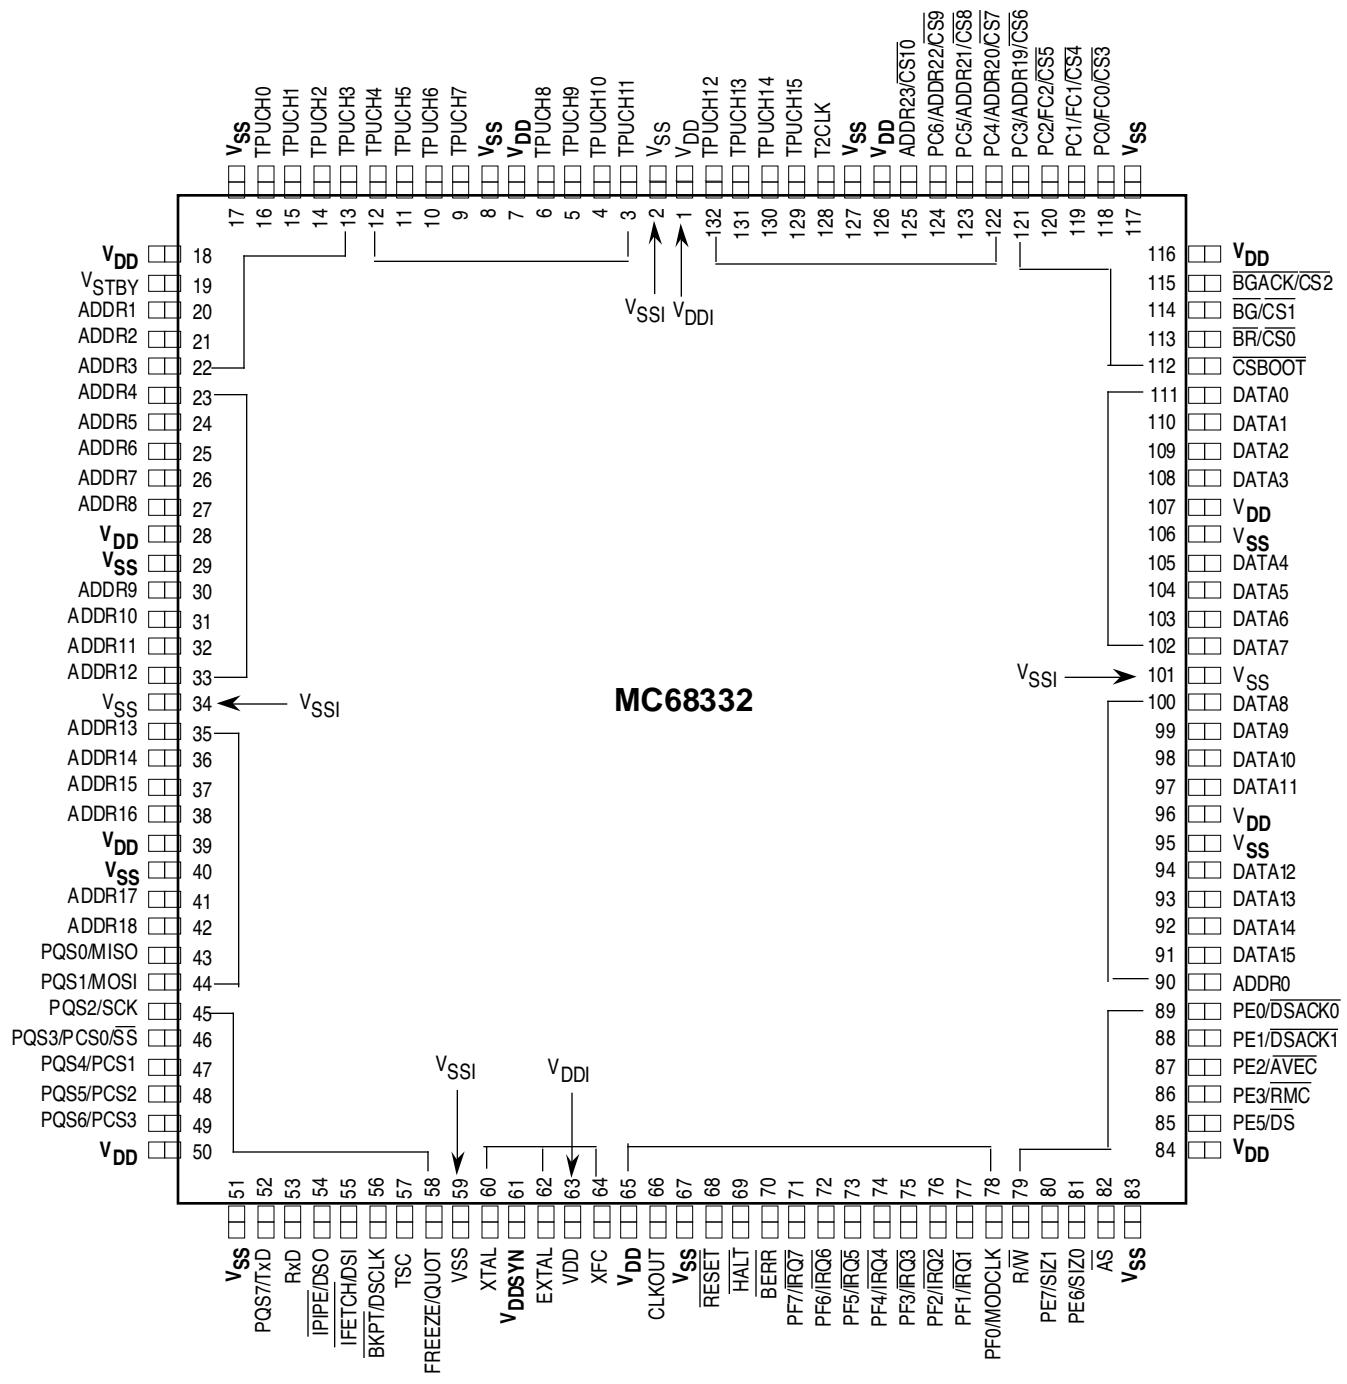 VSS
TPUCH0
TPUCH1
TPUCH2
TPUCH3
TPUCH4
TPUCH5
TPUCH6
TPUCH7
VSS
VDD
TPUCH8
TPUCH9
TPUCH10
TPUCH11
VSS
VDD
TPUCH12
TPUCH13
TPUCH14
TPUCH15
T2CLK
VSS
VDD
ADDR23/CS10
PC6/ADDR22/CS9
PC5/ADDR21/CS8
PC4/ADDR20/CS7
PC3/ADDR19/CS6
PC2/FC2/CS5
PC1/FC1/CS4
PC0/FC0/CS3
VSS
17 16 15 14 13 12 11 10 9 8 7 6 5 4 3 2 1 132 131 130 129 128 127 126 125 124 123 122 121 120 119 118 117
VDD 18
VSTBY 19
ADDR1 20
ADDR2 21
ADDR3 22
ADDR4 23
ADDR5 24
ADDR6 25
ADDR7 26
ADDR8 27
VDD 28
VSS 29
ADDR9 30
ADDR10 31
ADDR11 32
ADDR12 33
VSS 34
ADDR13 35
ADDR14 36
ADDR15 37
ADDR16 38
VDD 39
VSS 40
ADDR17 41
ADDR18 42
PQS0/MISO 43
PQS1/MOSI 44
PQS2/SCK 45
PQS3/PCS0/SS 46
PQS4/PCS1 47
PQS5/PCS2 48
PQS6/PCS3 49
VDD 50
VSSI VDDI
VSSI
MC68332
VSSI
VSSI
VDDI
116 VDD
115 BGACK/CS2
114 BG/CS1
113 BR/CS0
112 CSBOOT
111 DATA0
110 DATA1
109 DATA2
108 DATA3
107 VDD
106 VSS
105 DATA4
104 DATA5
103 DATA6
102 DATA7
101 VSS
100 DATA8
99 DATA9
98 DATA10
97 DATA11
96 VDD
95 VSS
94 DATA12
93 DATA13
92 DATA14
91 DATA15
90 ADDR0
89 PE0/DSACK0
88 PE1/DSACK1
87 PE2/AVEC
86 PE3/RMC
85 PE5/DS
84 VDD
51 52 53 54 55 56 57 58 59 60 61 62 63 64 65 66 67 68 69 70 71 72 73 74 75 76 77 78 79 80 81 82 83
VSS
PQS7/TxD
RxD
IPIPE/DSO
IFETCH/DSI
BKPT/DSCLK
TSC
FREEZE/QUOT
VSS
XTAL
VDDSYN
EXTAL
VDD
XFC
VDD
CLKOUT
VSS
RESET
HALT
BERR
PF7/IRQ7
PF6/IRQ6
PF5/IRQ5
PF4/IRQ4
PF3/IRQ3
PF2/IRQ2
PF1/IRQ1
PF0/MODCLK
R/W
PE7/SIZ1
PE6/SIZ0
AS
VSS